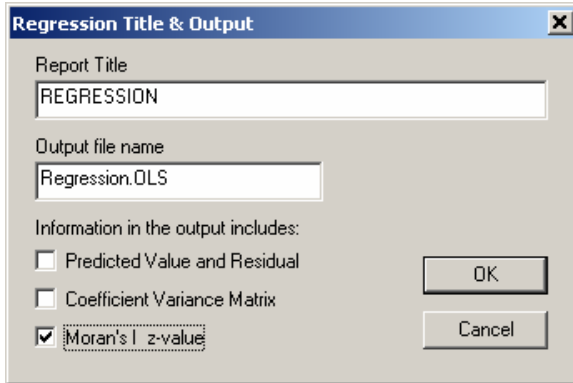 Regression Title & Output
Report Title
REGRESSION
Output file name
Regression.OLS
Information in the output includes:
Predicted Value and Residual
OK
Coefficient Variance Matrix
Moran's I z-value
Cancel